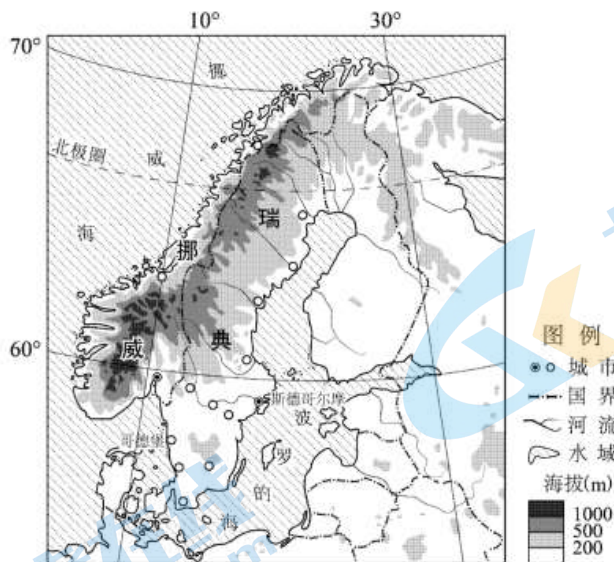 10°
30°
70°
挪
北极圈
威
海
瑞
挪
60°
威
典
斯德哥尔摩
波
哥德堡
罗
的
海
图 例
城 市
国 界
河 流
水 域
海拔(m)
1000
500
200